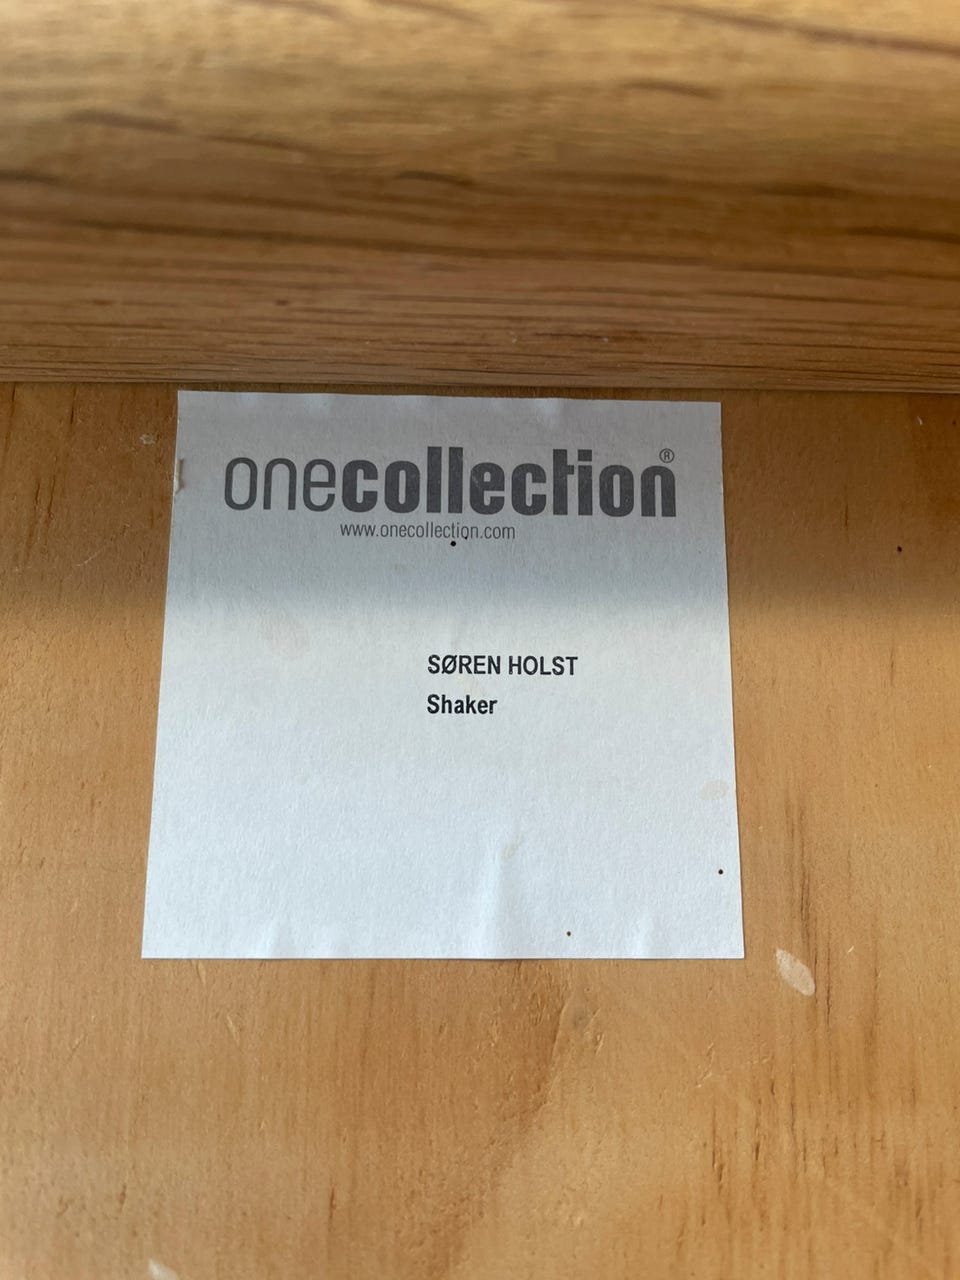 onecollection®
www.onecollection.com
SØREN HOLST
Shaker